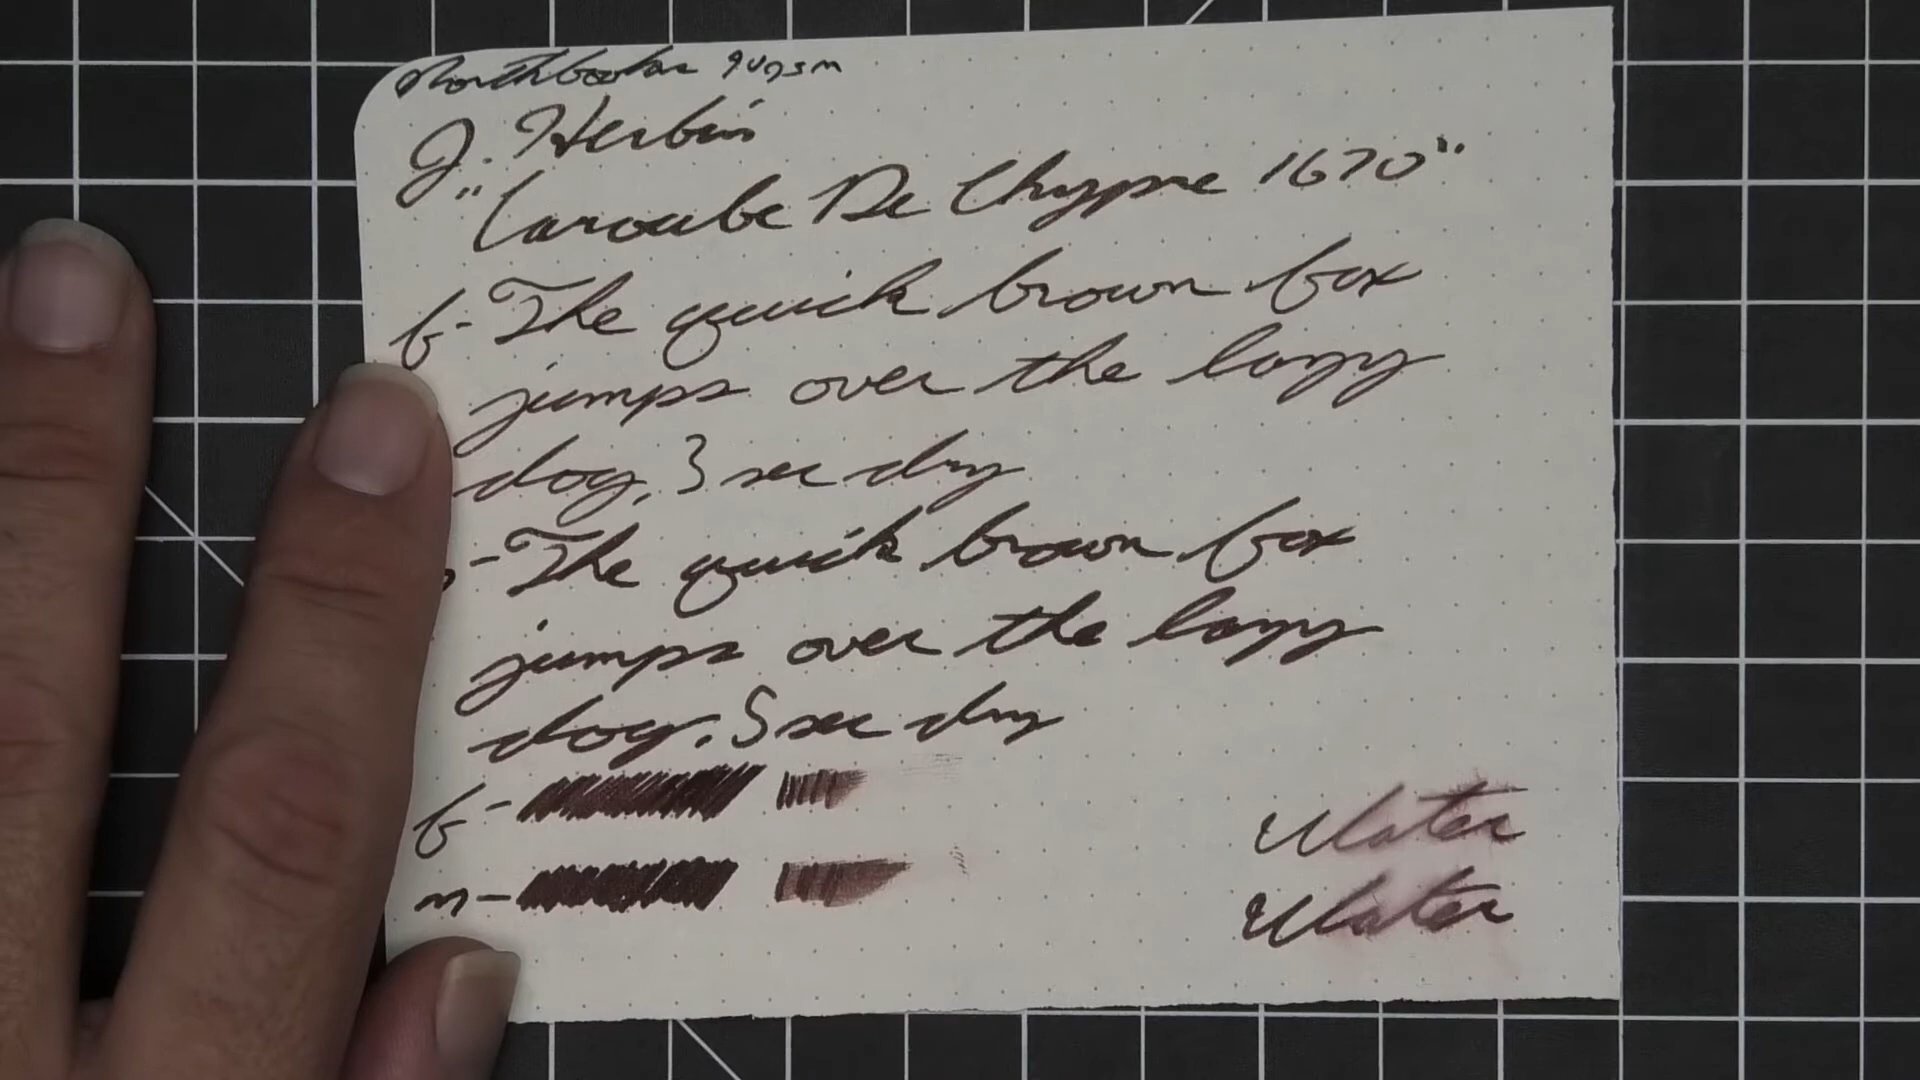 Northbooks 90gsm
J. Herbin
"Caroube De Chypre 1670"
f- The quick brown fox
jumps over the lazy
dog. 3 sec dry
- The quick brown fox
jumps over the lazy
dog. 5 sec dry
f-
m-
Water
Water